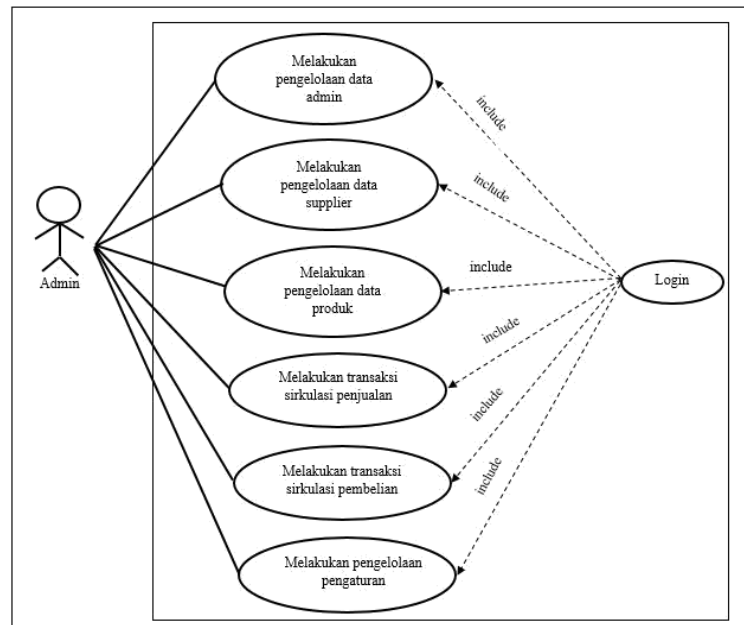 Melakukan
pengelolaan data
admin
include
Melakukan
pengelolaan data
supplier
include
Admin
Melakukan
pengelolaan data
produk
include
Login
include
Melakukan transaksi
sirkulasi penjualan
include
Melakukan transaksi
sirkulasi pembelian
include
Melakukan pengelolaan
pengaturan